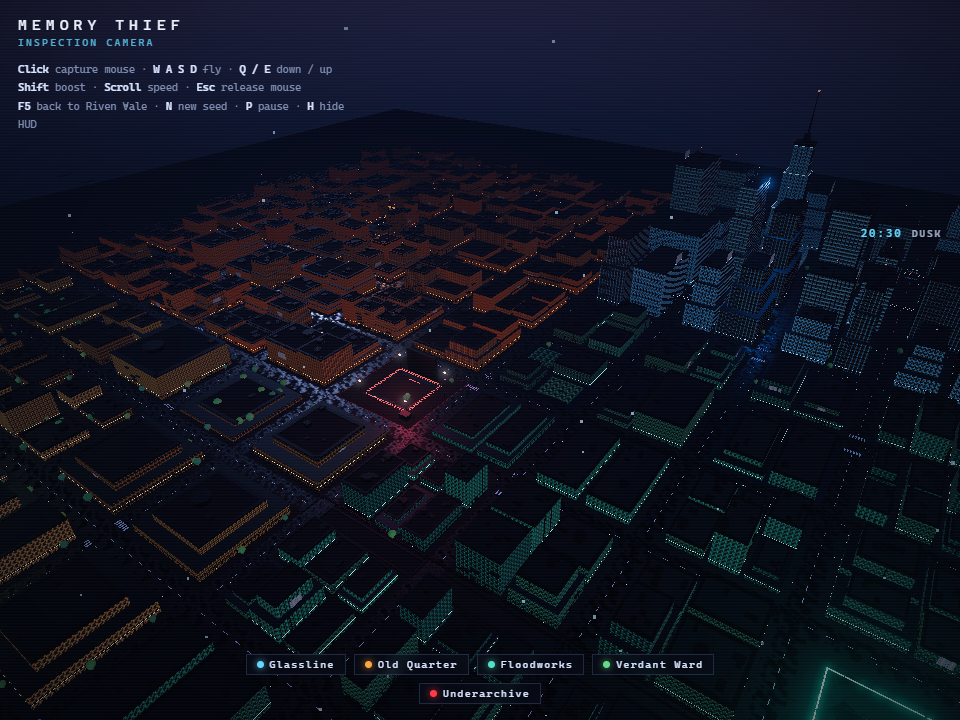 MEMORY THIEF
INSPECTION CAMERA
Click capture mouse · W A S D fly · Q / E down / up
Shift boost · Scroll speed · Esc release mouse
F5 back to Riven Vale · N new seed · P pause · H hide
HUD
20:30 DUSK
Glassline
Old Quarter
Floodworks
Verdant Ward
Underarchive